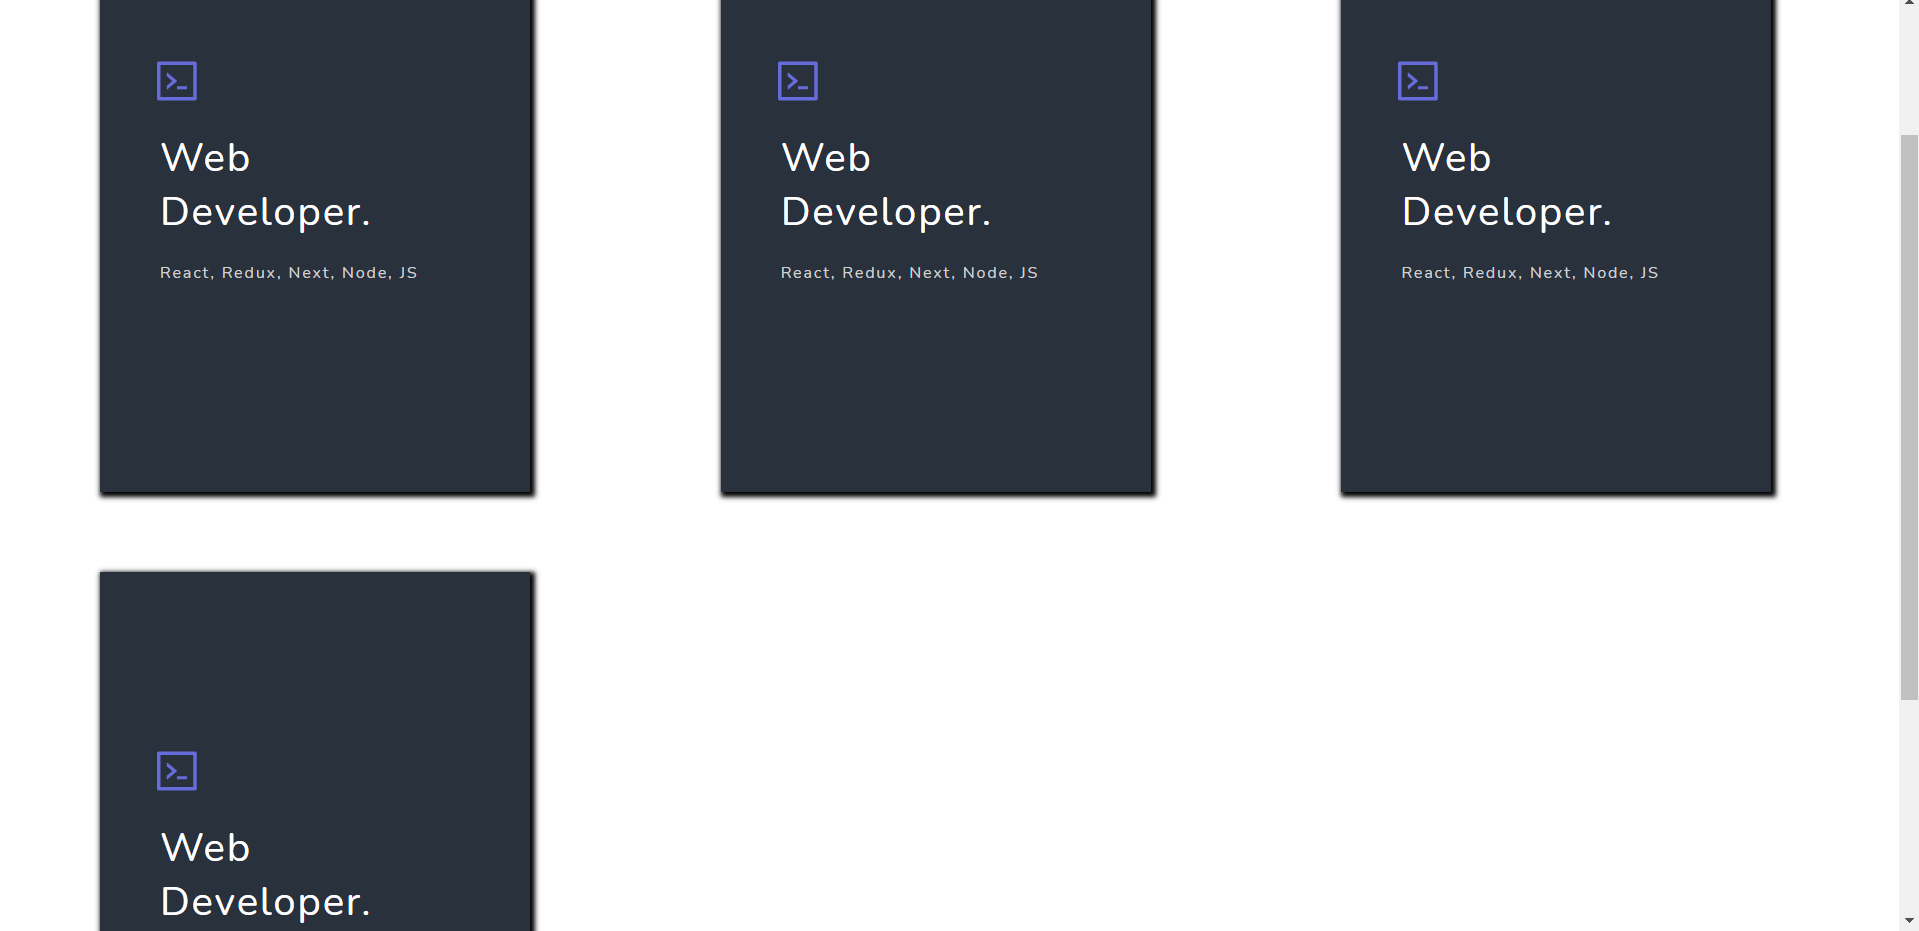 Web
Developer.
React, Redux, Next, Node, JS
Web
Developer.
React, Redux, Next, Node, JS
Web
Developer.
React, Redux, Next, Node, JS
Web
Developer.